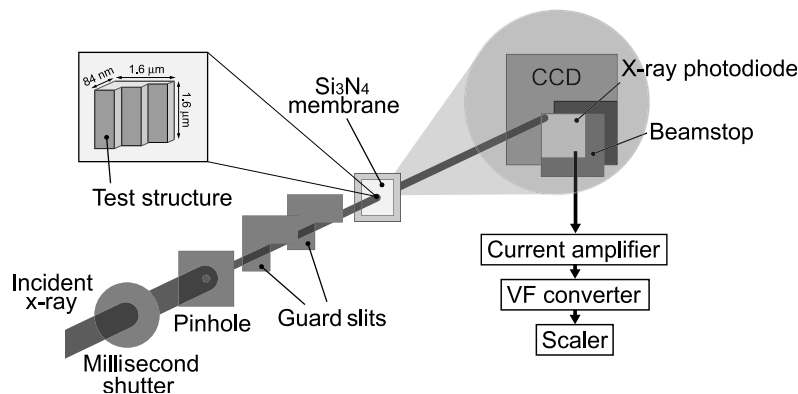 84 nm
1.6 μm
1.6 μm
Test structure
Si3N4
membrane
CCD
X-ray photodiode
Beamstop
Current amplifier
VF converter
Scaler
Incident
x-ray
Pinhole
Guard slits
Millisecond
shutter